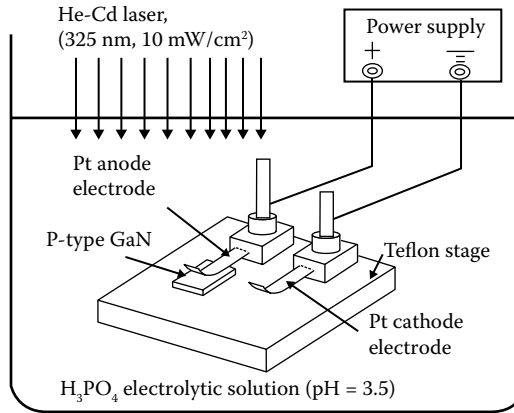 He-Cd laser,
(325 nm, 10 mW/cm²)
Power supply
+
Pt anode
electrode
P-type GaN
Teflon stage
Pt cathode
electrode
H₃PO₄ electrolytic solution (pH = 3.5)